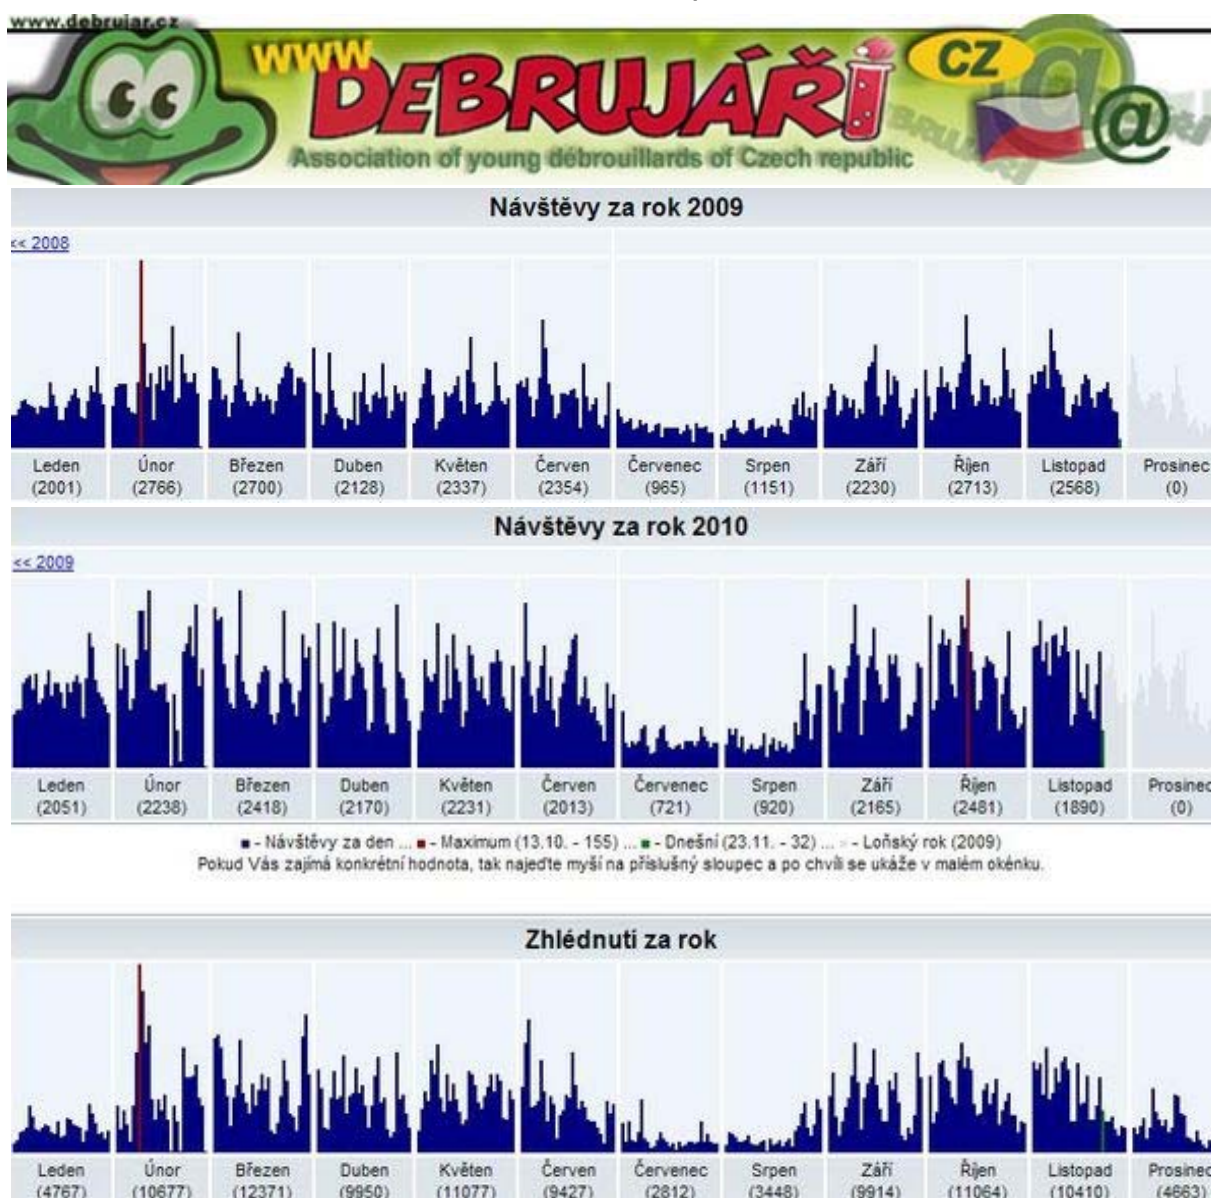 www.debrujar.cz
www DEBRUJÁŘI CZ
@
Association of young débrouillards of Czech republic
Návštěvy za rok 2009
<< 2008
Leden Únor Březen Duben Květen Červen Červenec Srpen Září Říjen Listopad Prosinec
(2001) (2766) (2700) (2128) (2337) (2354) (965) (1151) (2230) (2713) (2568) (0)
Návštěvy za rok 2010
<< 2009
Leden Únor Březen Duben Květen Červen Červenec Srpen Září Říjen Listopad Prosinec
(2051) (2238) (2418) (2170) (2231) (2013) (721) (920) (2165) (2481) (1890) (0)
- Návštěvy za den ... - Maximum (13.10. - 155) ... - Dnešní (23.11. - 32) ... - Loňský rok (2009)
Pokud Vás zajímá konkrétní hodnota, tak najeďte myší na příslušný sloupec a po chvíli se ukáže v malém okénku.
Zhlédnutí za rok
Leden Únor Březen Duben Květen Červen Červenec Srpen Září Říjen Listopad Prosinec
(4767) (10677) (12371) (9950) (11077) (9427) (2812) (3448) (9914) (11064) (10410) (4663)